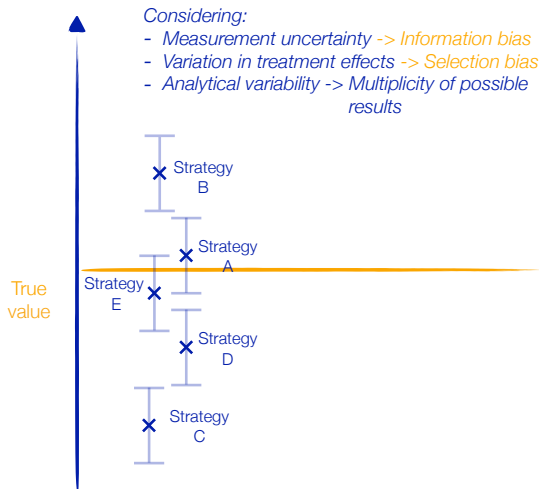 Considering:
- Measurement uncertainty -> Information bias
- Variation in treatment effects -> Selection bias
- Analytical variability -> Multiplicity of possible
results
Strategy
B
Strategy
A
Strategy
E
True
value
Strategy
D
Strategy
C